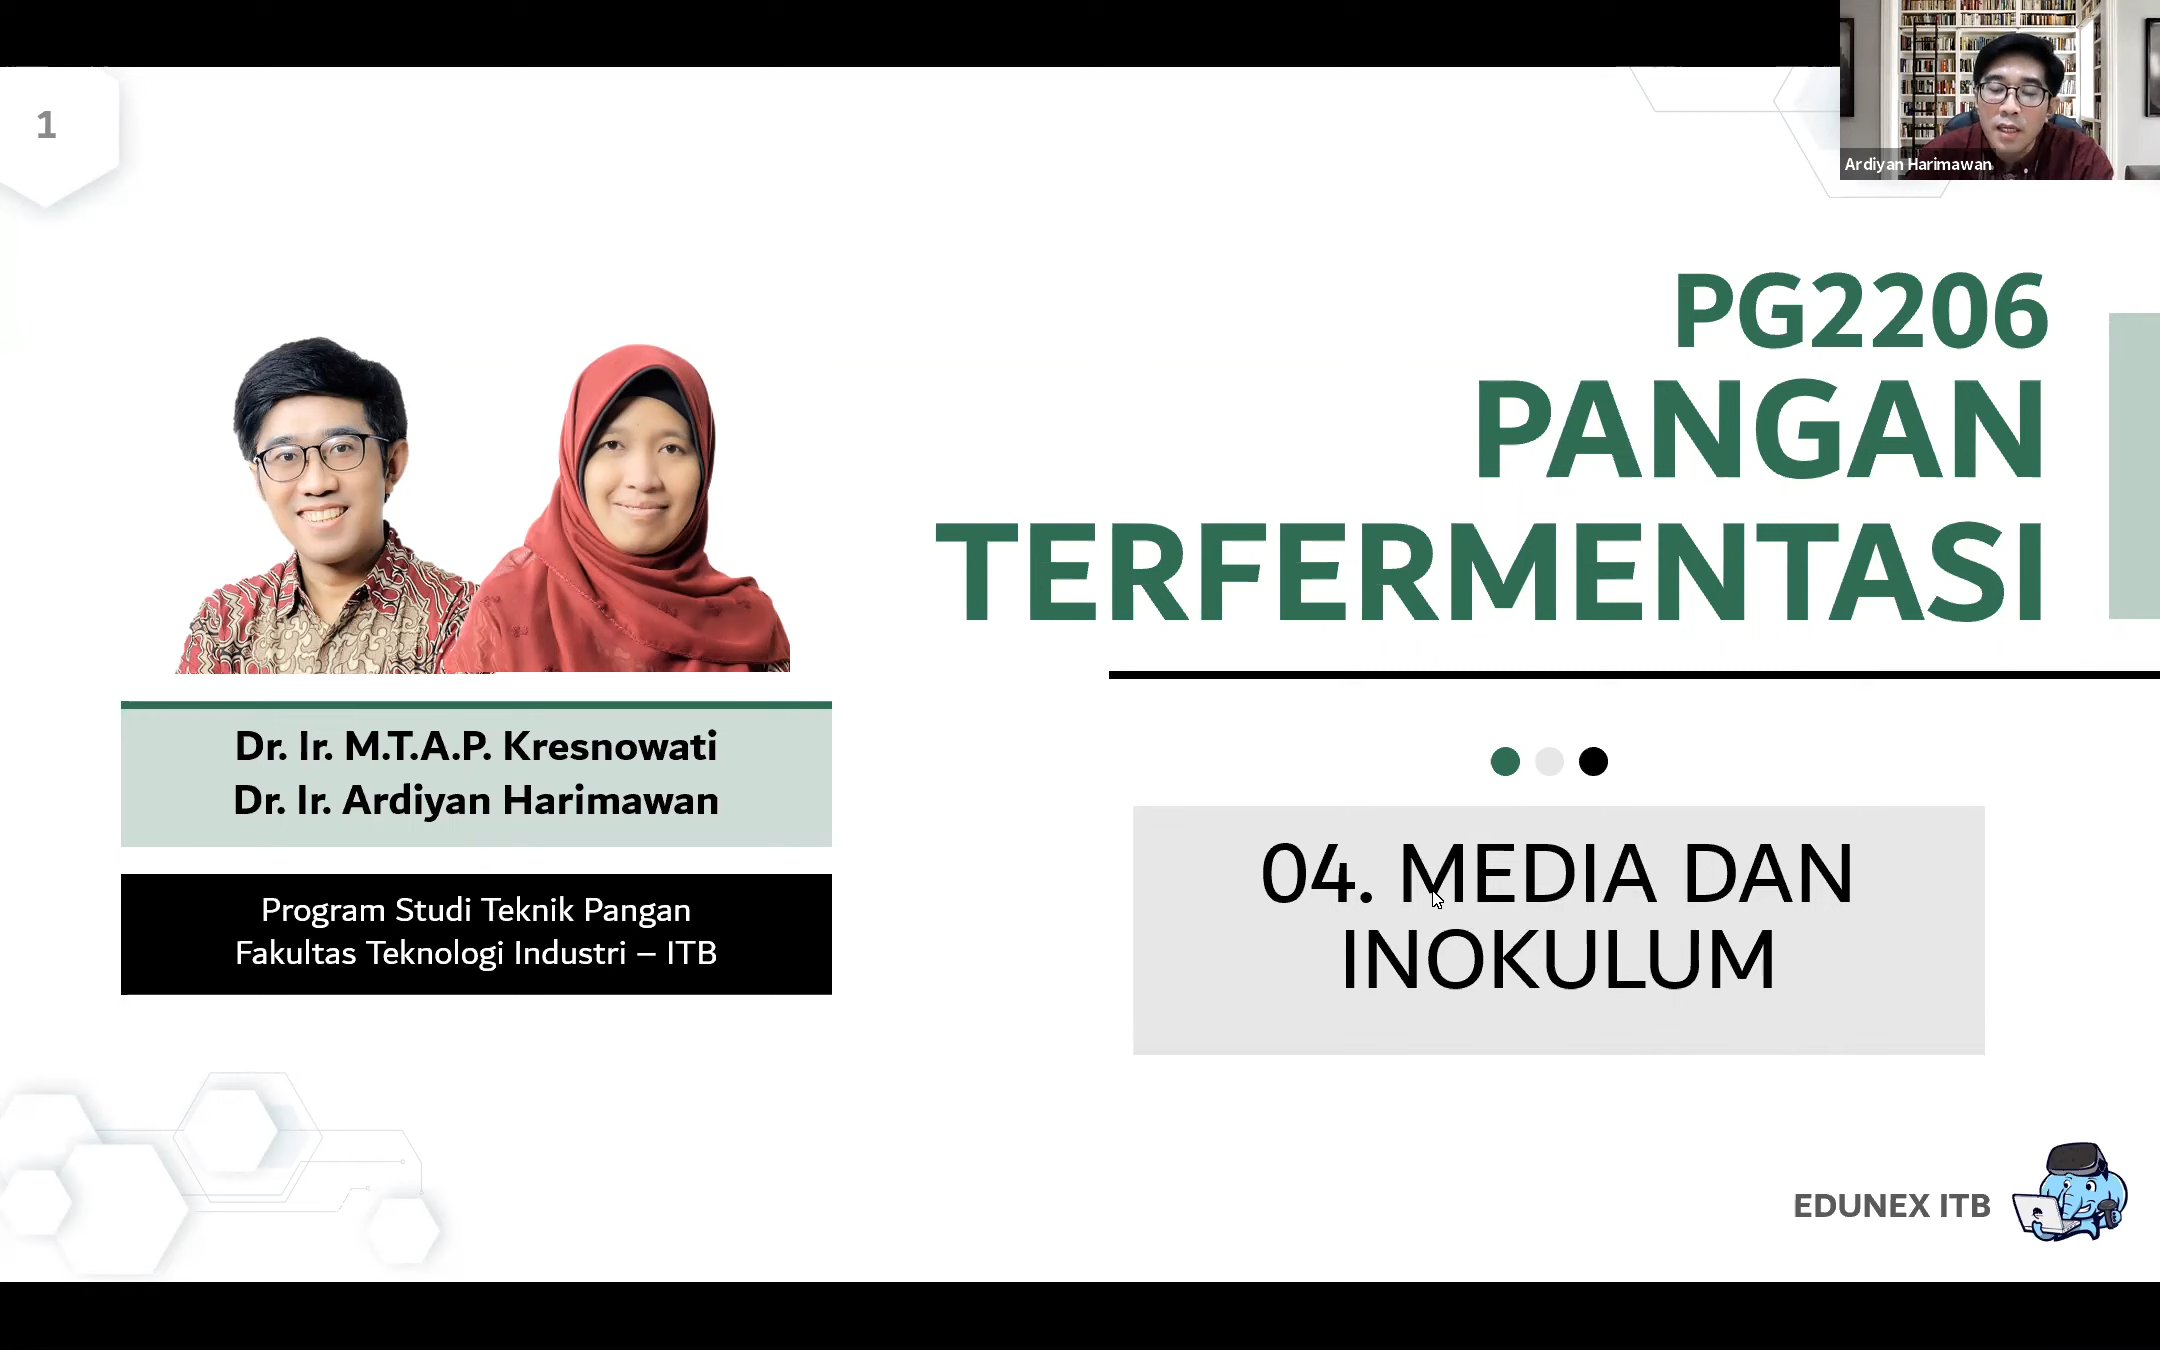 1
Ardiyan Harimawan
PG2206
PANGAN
TERFERMENTASI
Dr. Ir. M.T.A.P. Kresnowati
Dr. Ir. Ardiyan Harimawan
Program Studi Teknik Pangan
Fakultas Teknologi Industri – ITB
04. MEDIA DAN
INOKULUM
EDUNEX ITB